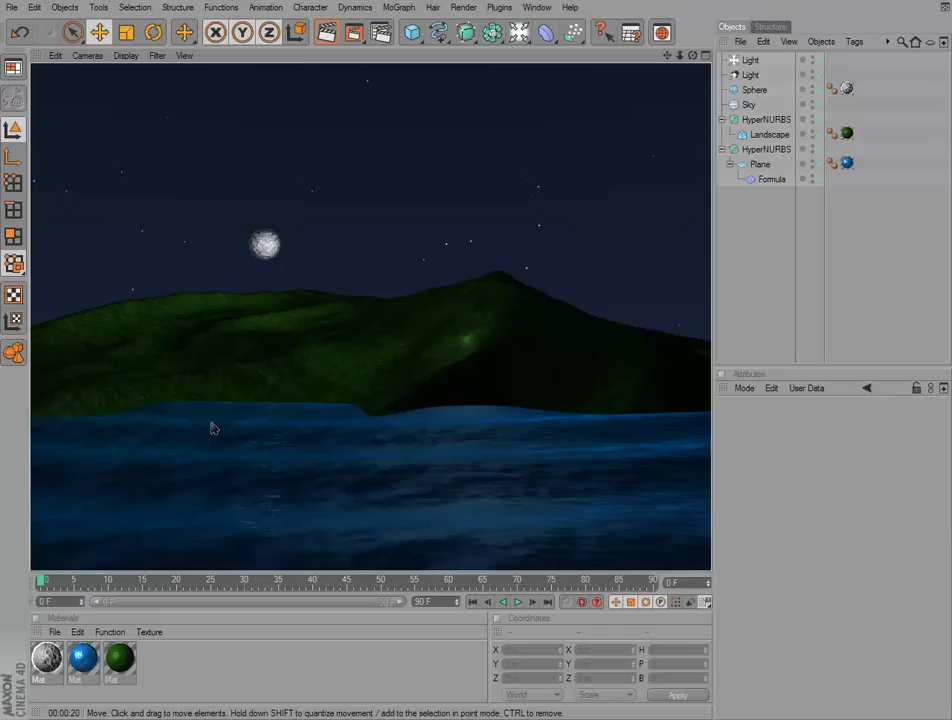 File Edit Objects Tools Selection Structure Functions Animation Character Dynamics MoGraph Hair Render Plugins Window Help
Objects Structure
File Edit View Objects Tags
Edit Cameras Display Filter View
Light
Light
Sphere
Sky
HyperNURBS
Landscape
HyperNURBS
Plane
Formula
Attributes
Mode Edit User Data
0 5 10 15 20 25 30 35 40 45 50 55 60 65 70 75 80 85 90 0 F
0 F 0 F 90 F 90 F
Materials
File Edit Function Texture
Mat Mat Mat
Coordinates
X X H
Y Y P
Z Z B
World Scale Apply
MAXON
CINEMA 4D
00:00:20 Move: Click and drag to move elements. Hold down SHIFT to quantize movement / add to the selection in point mode, CTRL to remove.